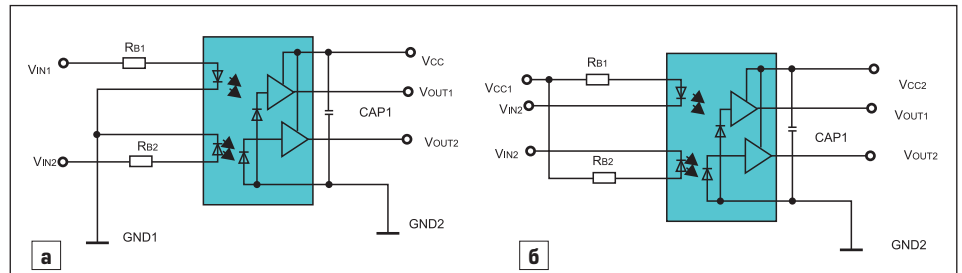 RB1
VIN1
VCC
VOUT1
CAP1
VOUT2
VIN2
RB2
GND1
GND2
а
RB1
VCC1
VIN2
VCC2
VOUT1
CAP1
VIN2
VOUT2
RB2
GND2
б